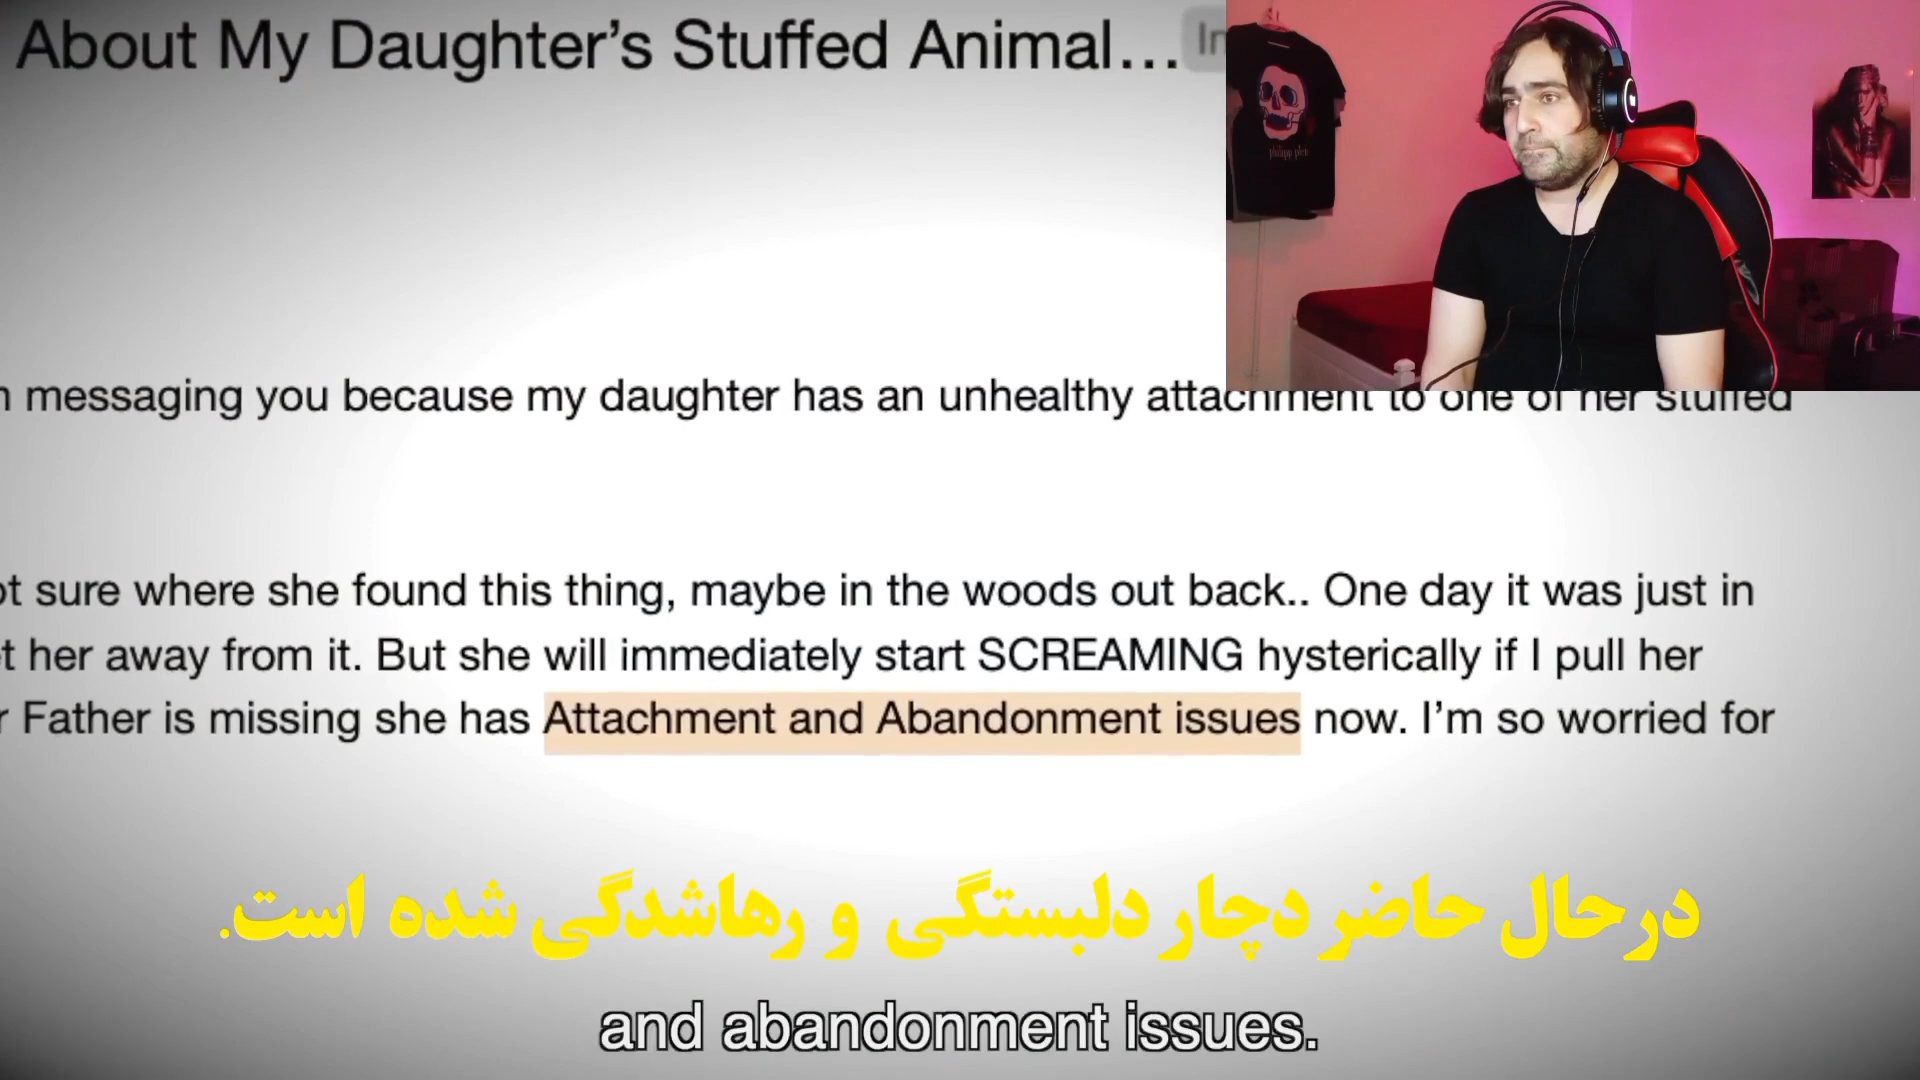 About My Daughter's Stuffed Animal...
philipp plein
messaging you because my daughter has an unhealthy attachment to one of her stuffed
sure where she found this thing, maybe in the woods out back.. One day it was just in
her away from it. But she will immediately start SCREAMING hysterically if I pull her
Father is missing she has Attachment and Abandonment issues now. I'm so worried for
درحال حاضر دچار دلبستگی و رهاشدگی شده است.
and abandonment issues.